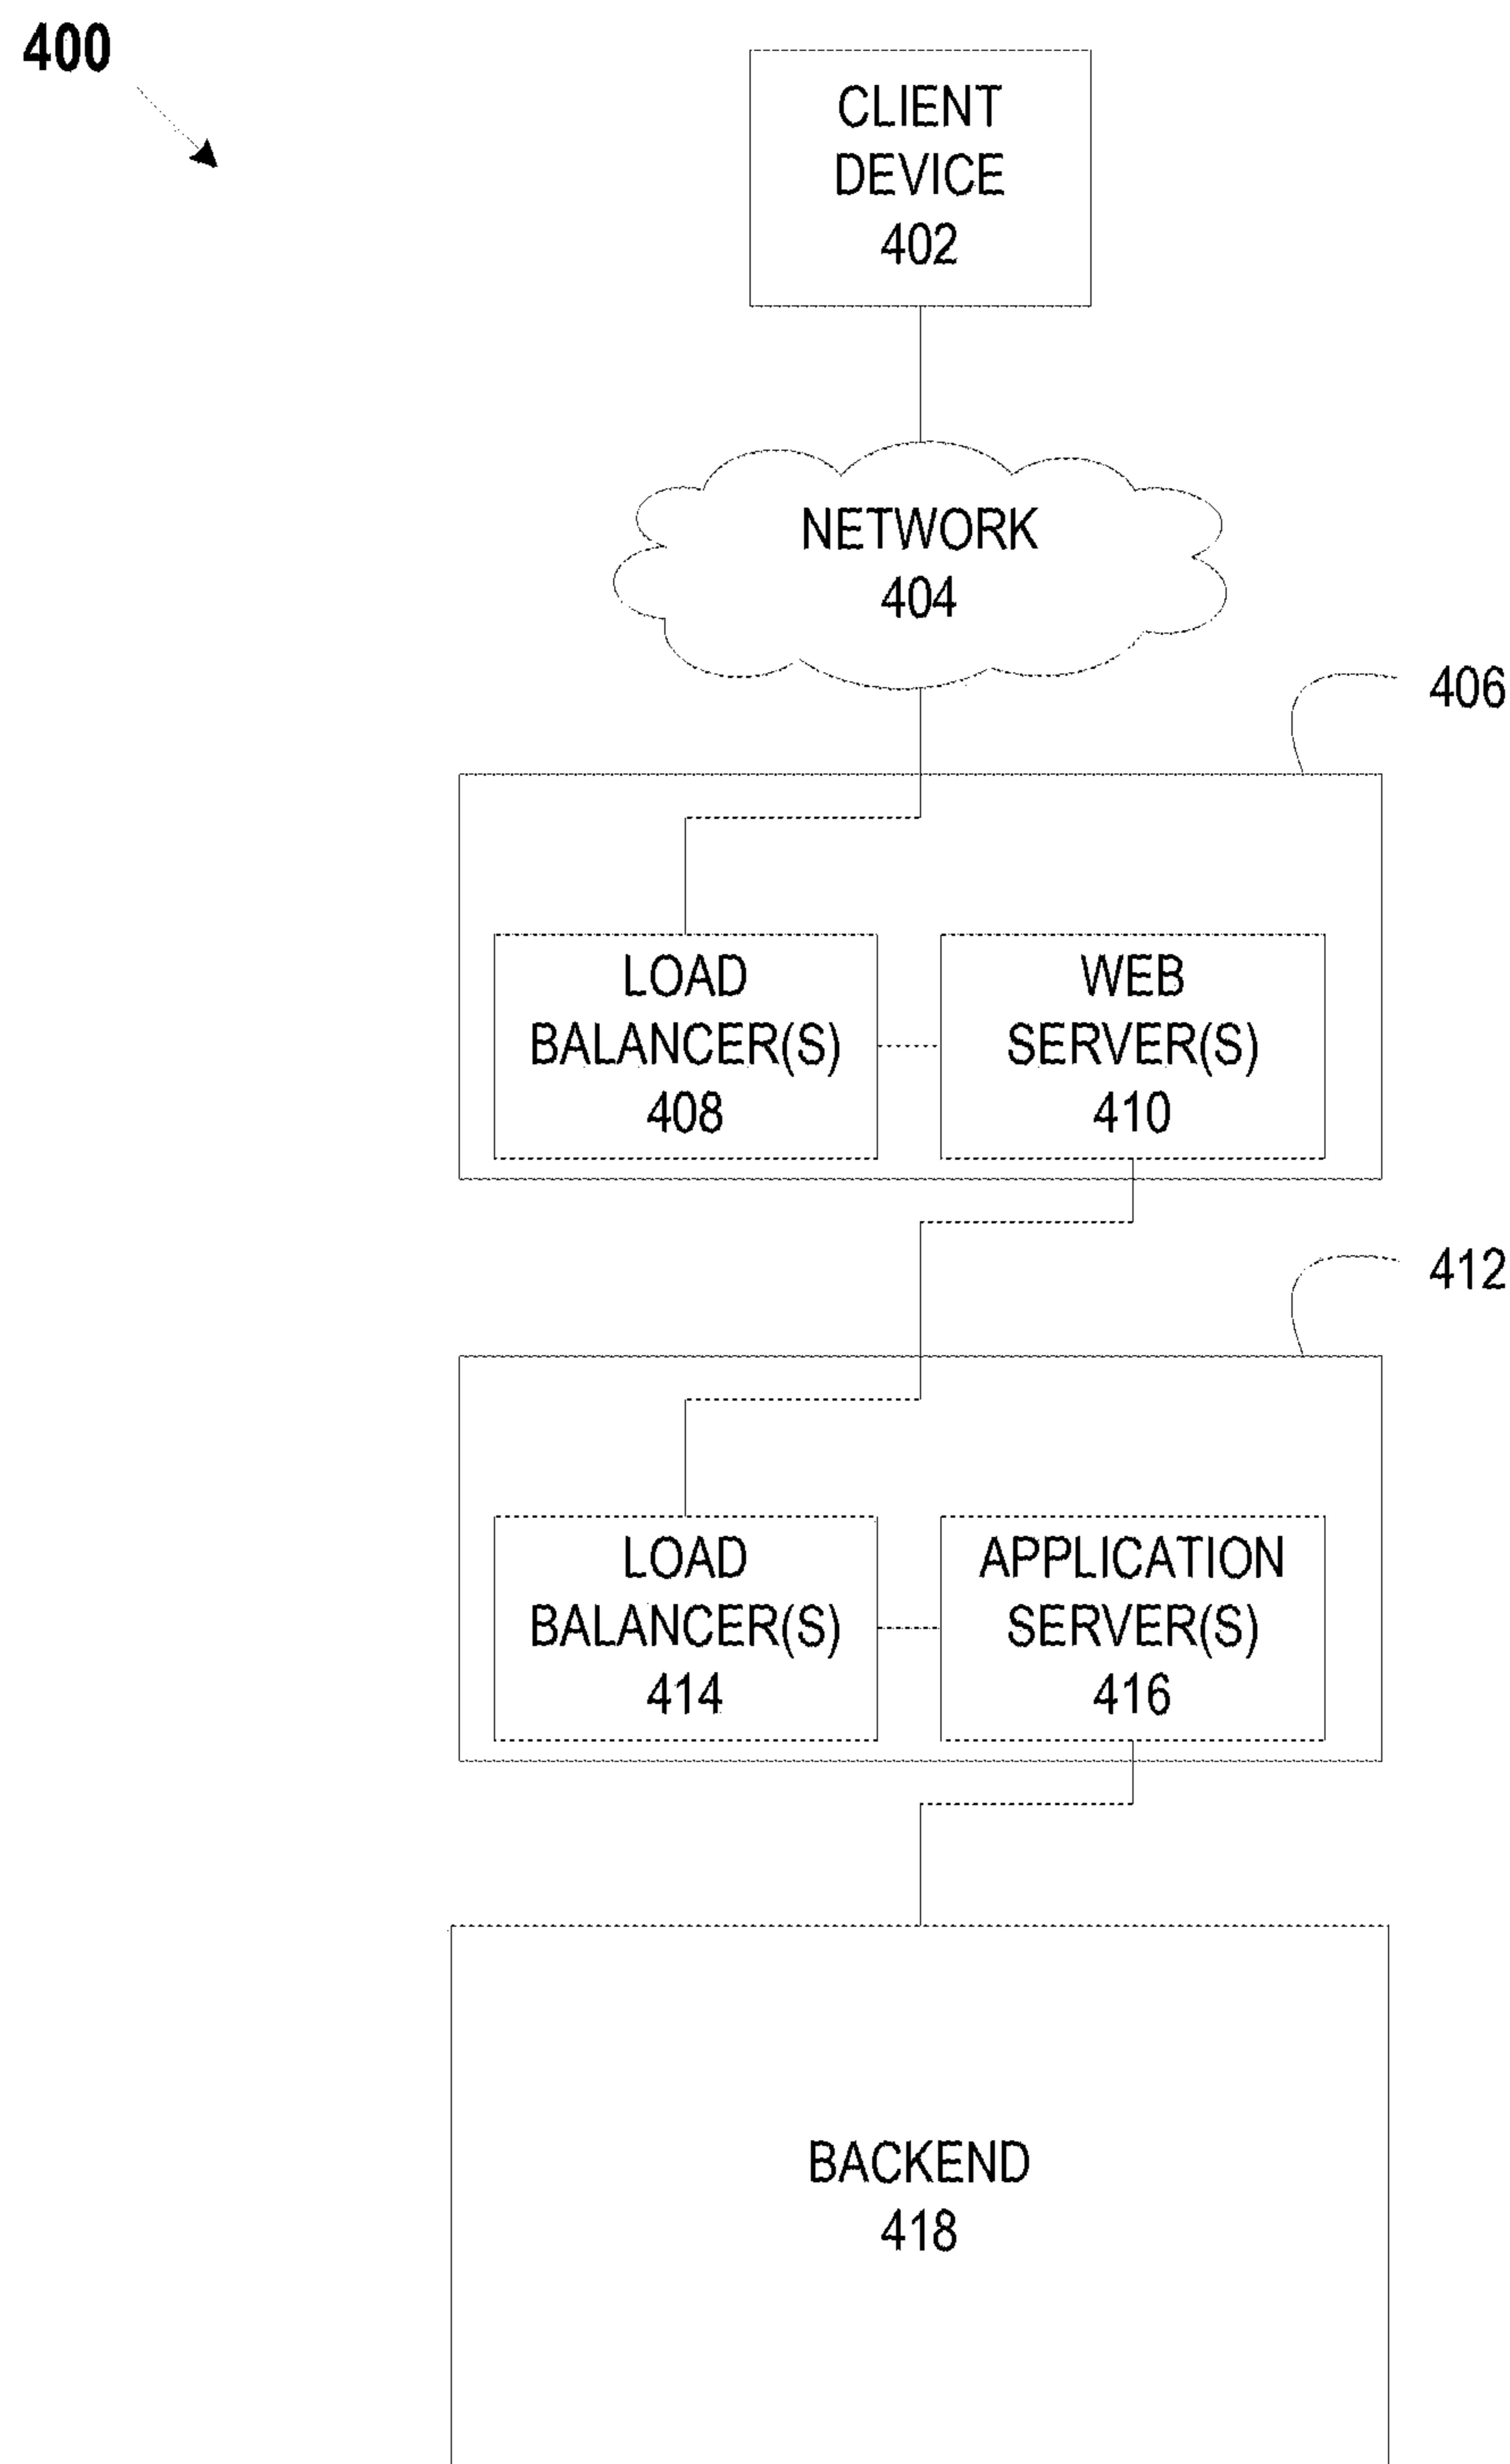 400
CLIENT
DEVICE
402
NETWORK
404
406
LOAD
BALANCER(S)
408
WEB
SERVER(S)
410
412
LOAD
BALANCER(S)
414
APPLICATION
SERVER(S)
416
BACKEND
418